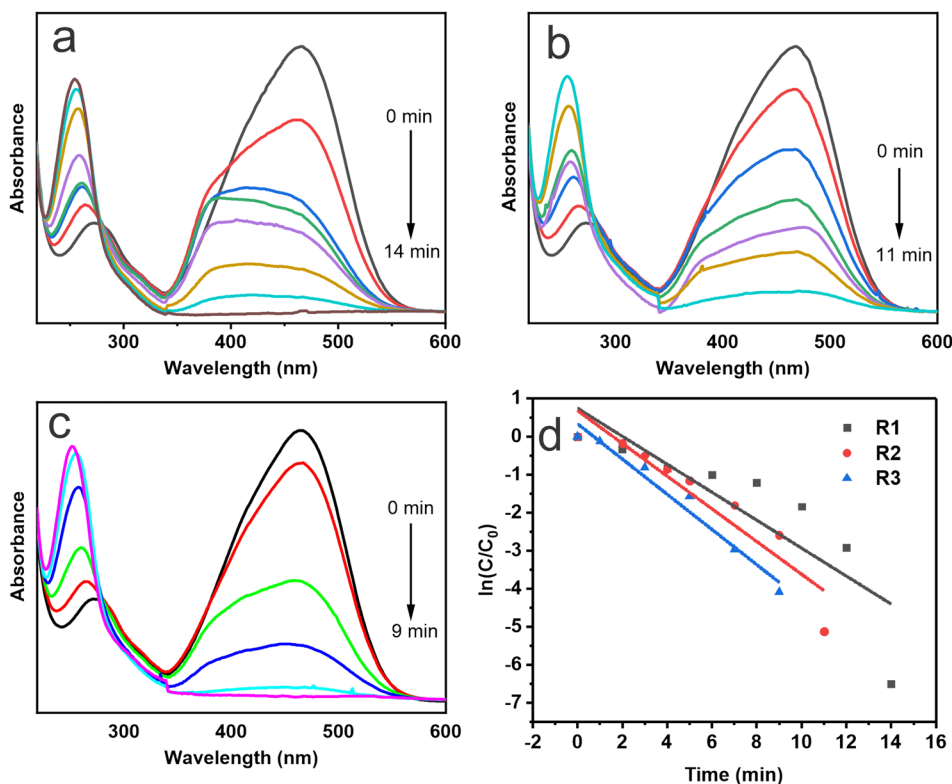 a
Absorbance
0 min
14 min
300 400 500 600
Wavelength (nm)
b
Absorbance
0 min
11 min
300 400 500 600
Wavelength (nm)
c
Absorbance
0 min
9 min
300 400 500 600
Wavelength (nm)
d
ln(C/C0)
1
0
-1
-2
-3
-4
-5
-6
-7
R1
R2
R3
-2 0 2 4 6 8 10 12 14 16
Time (min)